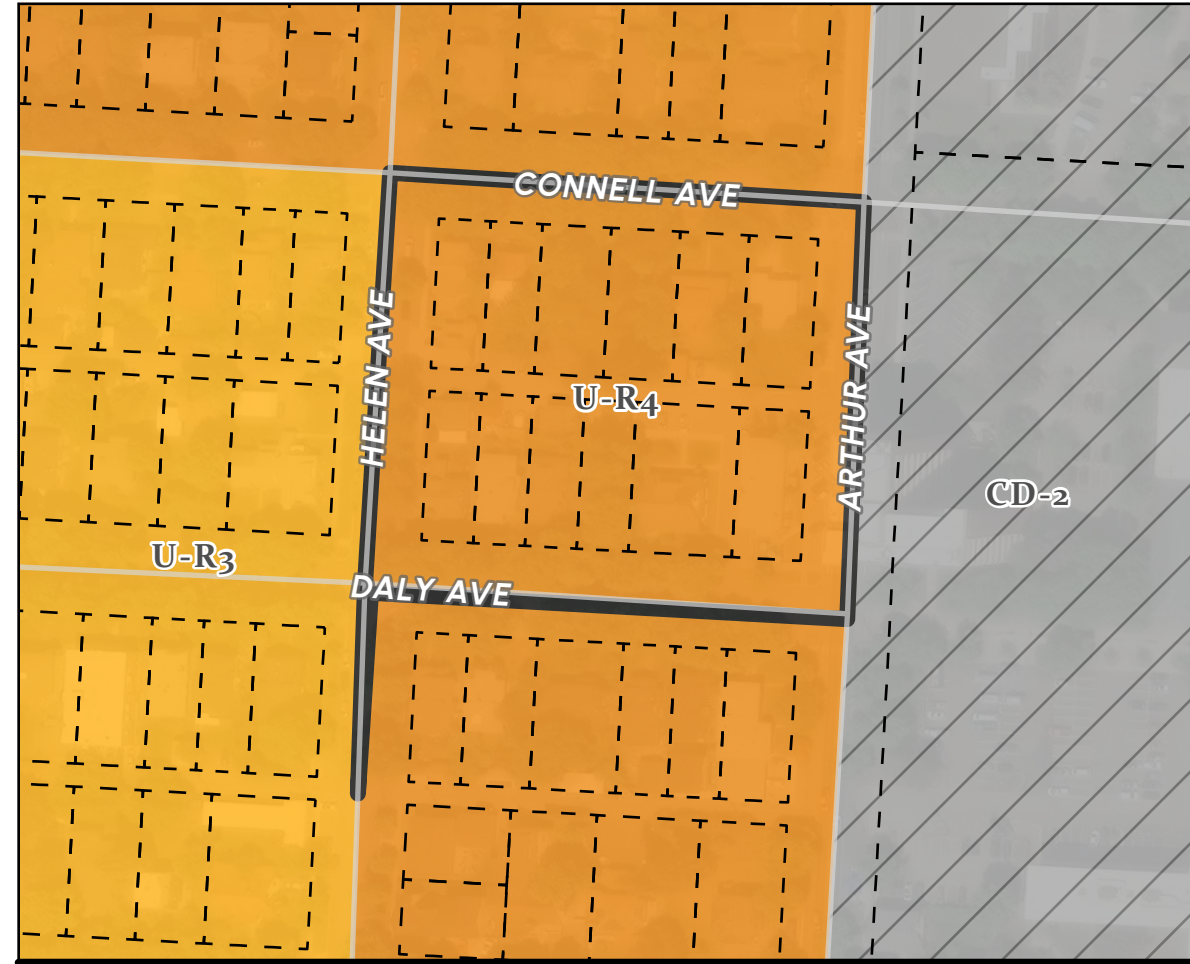 CONNELL AVE
HELEN AVE
ARTHUR AVE
U-R4
CD-2
U-R3
DALY AVE